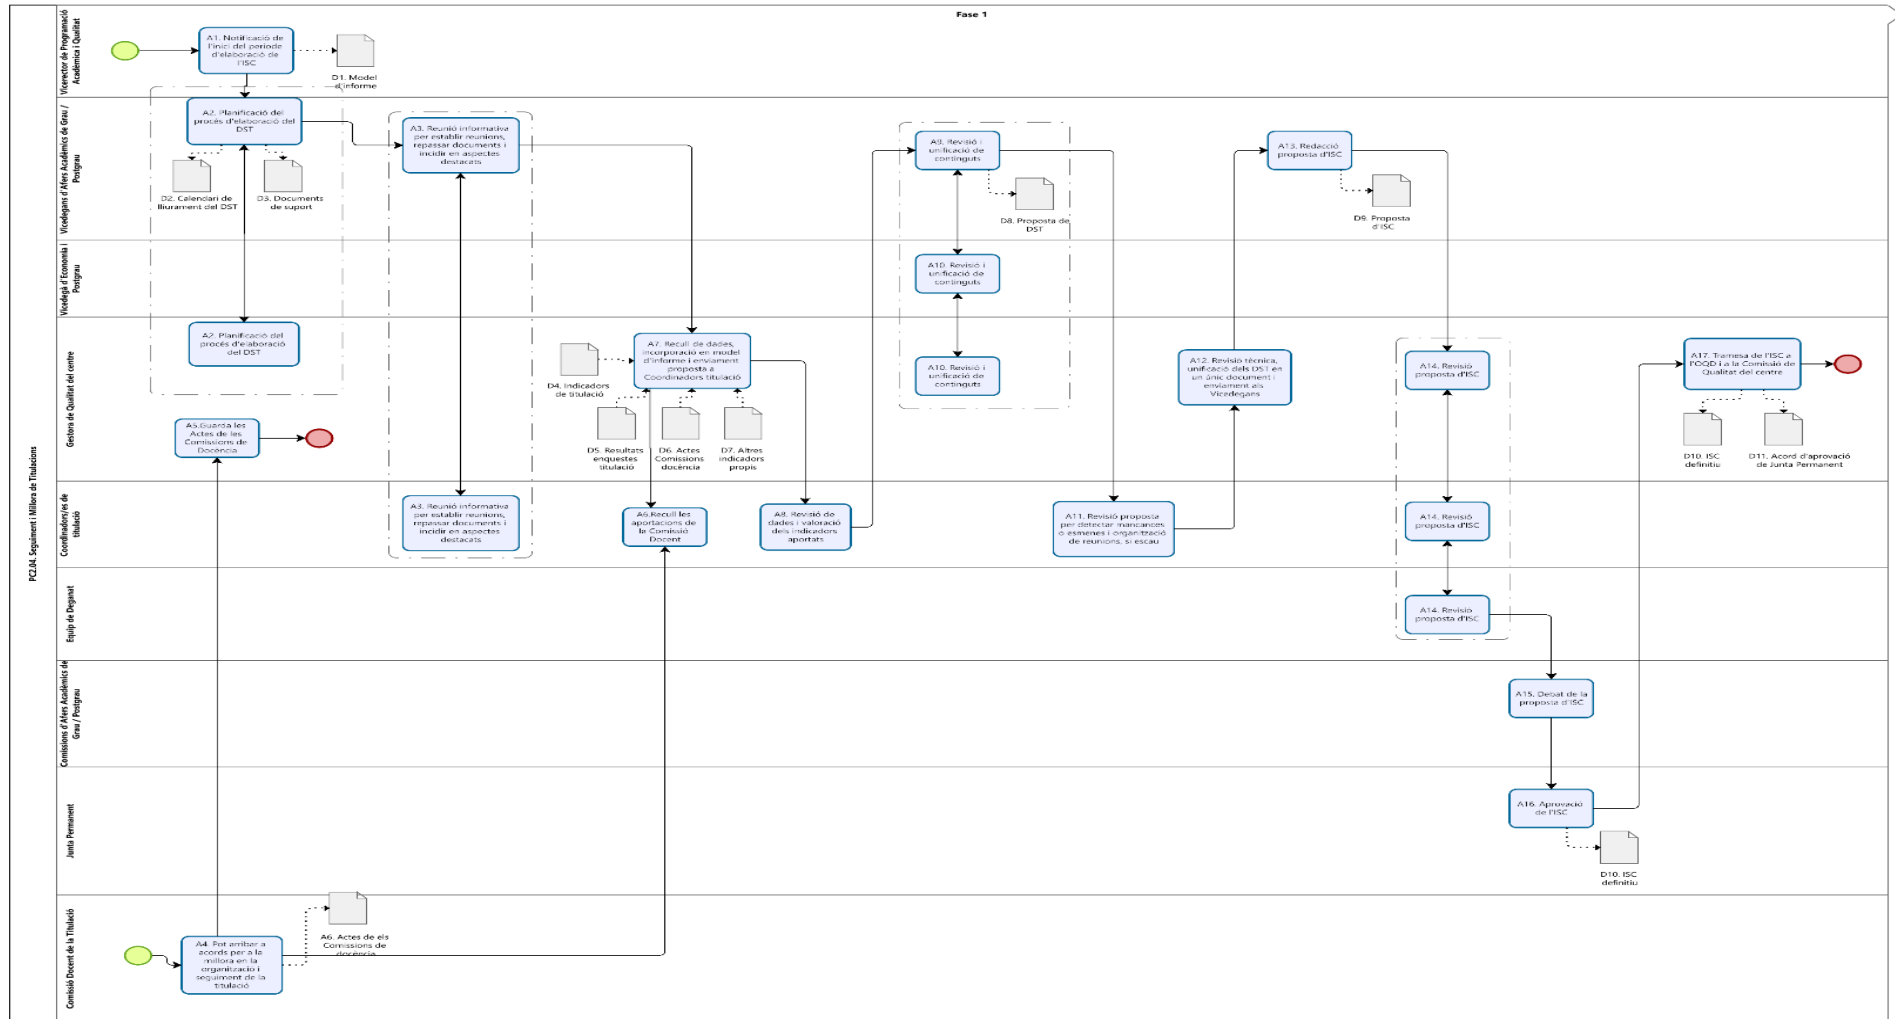 Fase 1
PC2.04. Seguiment i Millora de Titulacions
Vicerector de Programació
Acadèmica i Qualitat
A1. Notificació de
l'inici del període
d'elaboració de
l'ISC
D1. Model
d'informe
Vicedegans d'Afers Acadèmics de Grau /
Postgrau
A2. Planificació del
procés d'elaboració del
DST
D2. Calendari de
lliurament del DST
D3. Documents
de suport
A3. Reunió informativa
per establir reunions,
repassar documents i
incidir en aspectes
destacats
A9. Revisió i
unificació de
continguts
D8. Proposta de
DST
A13. Redacció
proposta d'ISC
D9. Proposta
d'ISC
Vicedegà d'Economia i
Postgrau
A10. Revisió i
unificació de
continguts
Gestora de Qualitat del centre
A2. Planificació del
procés d'elaboració
del DST
A5.Guarda les
Actes de les
Comissions de
Docència
D4. Indicadors
de titulació
A7. Recull de dades,
incorporació en model
d'informe i enviament
proposta a
Coordinadors titulació
D5. Resultats
enquestes
titulació
D6. Actes
Comissions
docència
D7. Altres
indicadors
propis
A10. Revisió i
unificació de
continguts
A12. Revisió tècnica,
unificació dels DST en
un únic document i
enviament als
Vicedegans
A14. Revisió
proposta d'ISC
A17. Tramesa de l'ISC a
l'OQD i a la Comissió de
Qualitat del centre
D10. ISC
definitiu
D11. Acord d'aprovació
de Junta Permanent
Coordinadors/es de
titulació
A3. Reunió informativa
per establir reunions,
repassar documents i
incidir en aspectes
destacats
A6.Recull les
aportacions de
la Comissió
Docent
A8. Revisió de
dades i valoració
dels indicadors
aportats
A11. Revisió proposta
per detectar mancances
o esmenes i organització
de reunions, si escau
A14. Revisió
proposta d'ISC
Equip de Deganat
A14. Revisió
proposta d'ISC
Comissions d'Afers Acadèmics de
Grau / Postgrau
A15. Debat de la
proposta d'ISC
Junta Permanent
A16. Aprovació
de l'ISC
D10. ISC
definitiu
Comissió Docent de la Titulació
A4. Pot arribar a
acords per a la
millora en la
organització i
seguiment de la
titulació
A6. Actes de els
Comissions de
docència